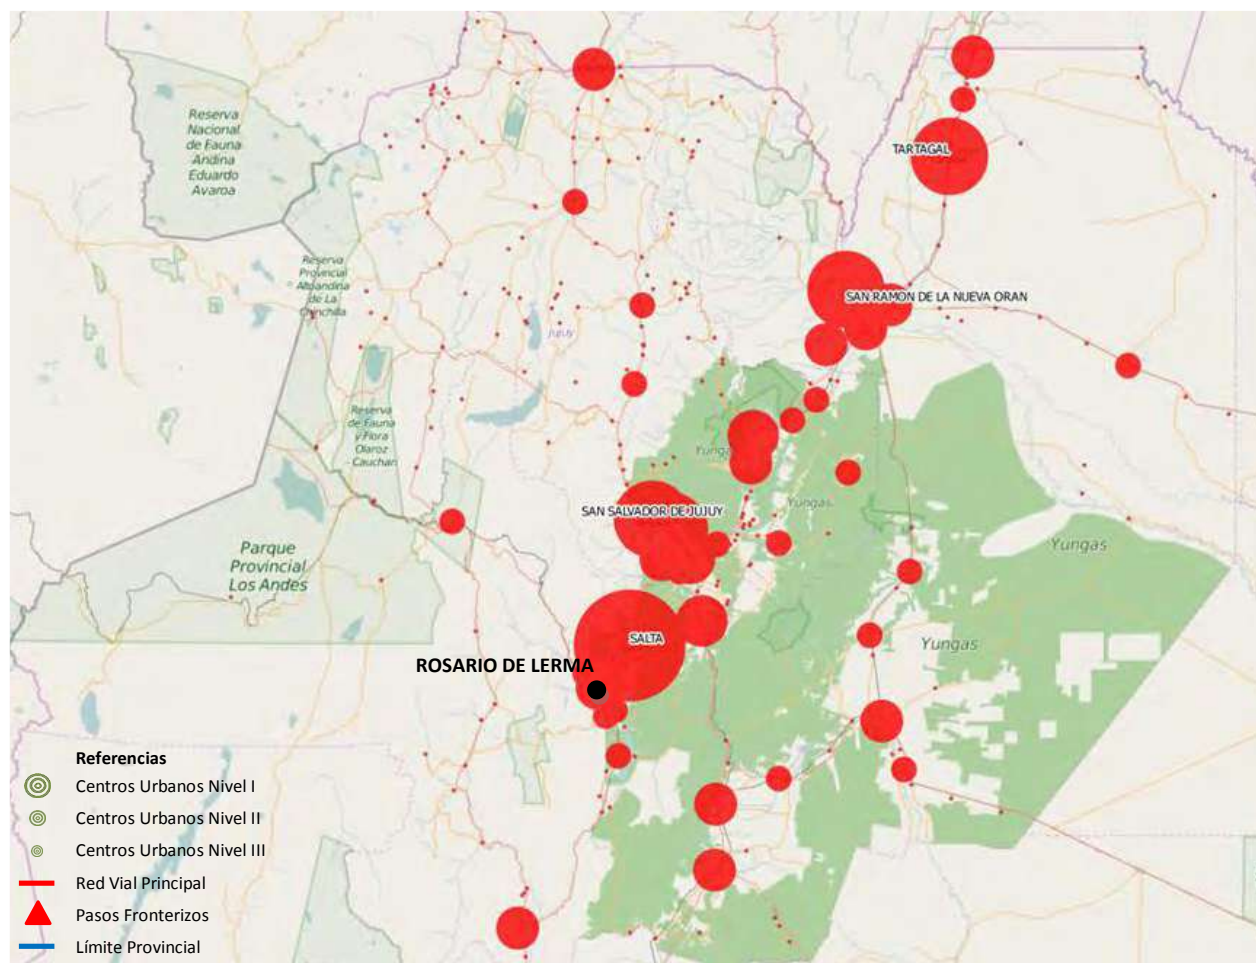 Reserva
Nacional
de Fauna
Andina
Eduardo
Avaroa
TARTAGAL
Reserva
Provincial
Altoandina
de La
Chinchilla
SAN RAMON DE LA NUEVA ORAN
Jujuy
Reserva
de Fauna
y Flora
Olaroz
- Cauchari
Yungas
Yungas
SAN SALVADOR DE JUJUY
Yungas
Parque
Provincial
Los Andes
SALTA
Yungas
ROSARIO DE LERMA
Referencias
Centros Urbanos Nivel I
Centros Urbanos Nivel II
Centros Urbanos Nivel III
Red Vial Principal
Pasos Fronterizos
Límite Provincial